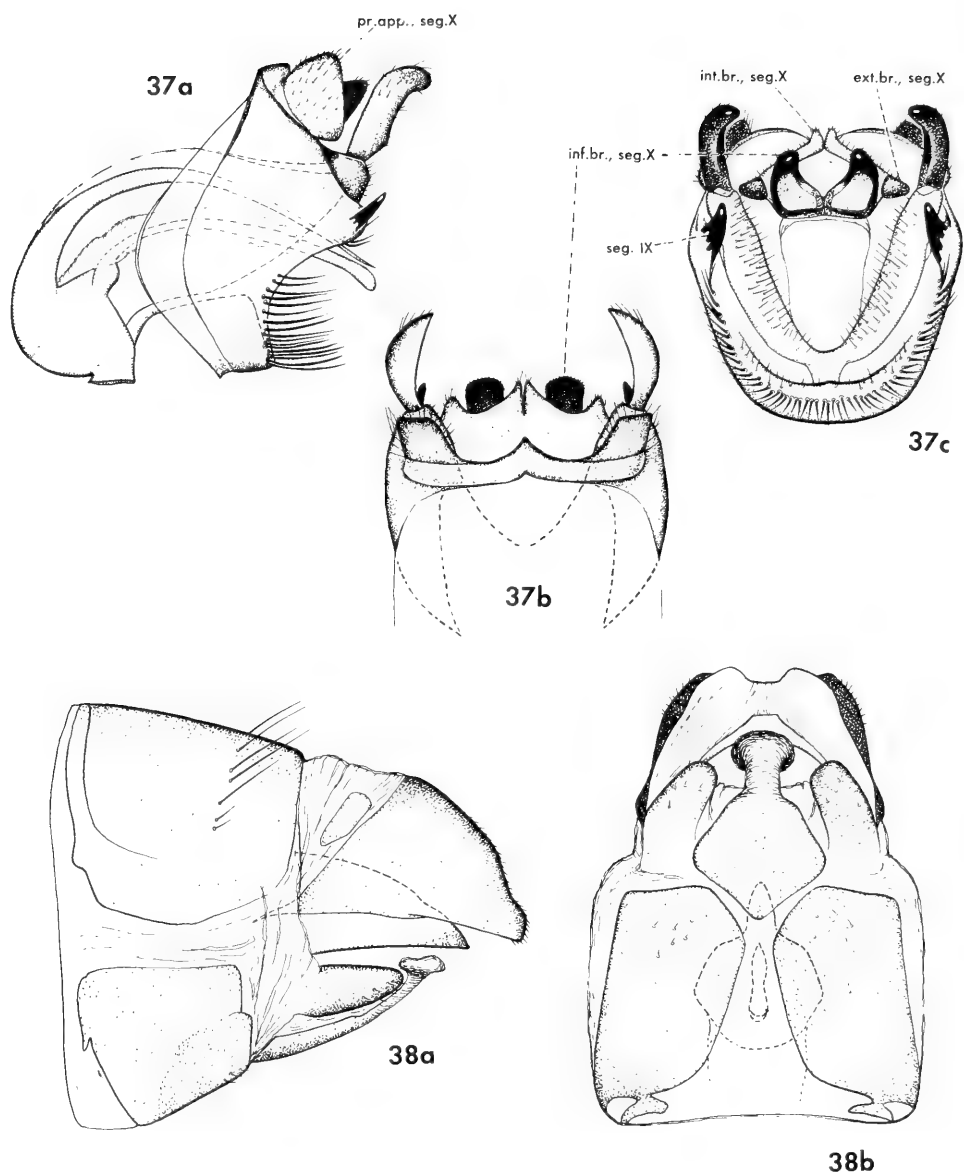 pr.app., seg.X
37a
int.br., seg.X
ext.br., seg.X
inf.br., seg.X
seg. IX
37c
37b
38a
38b